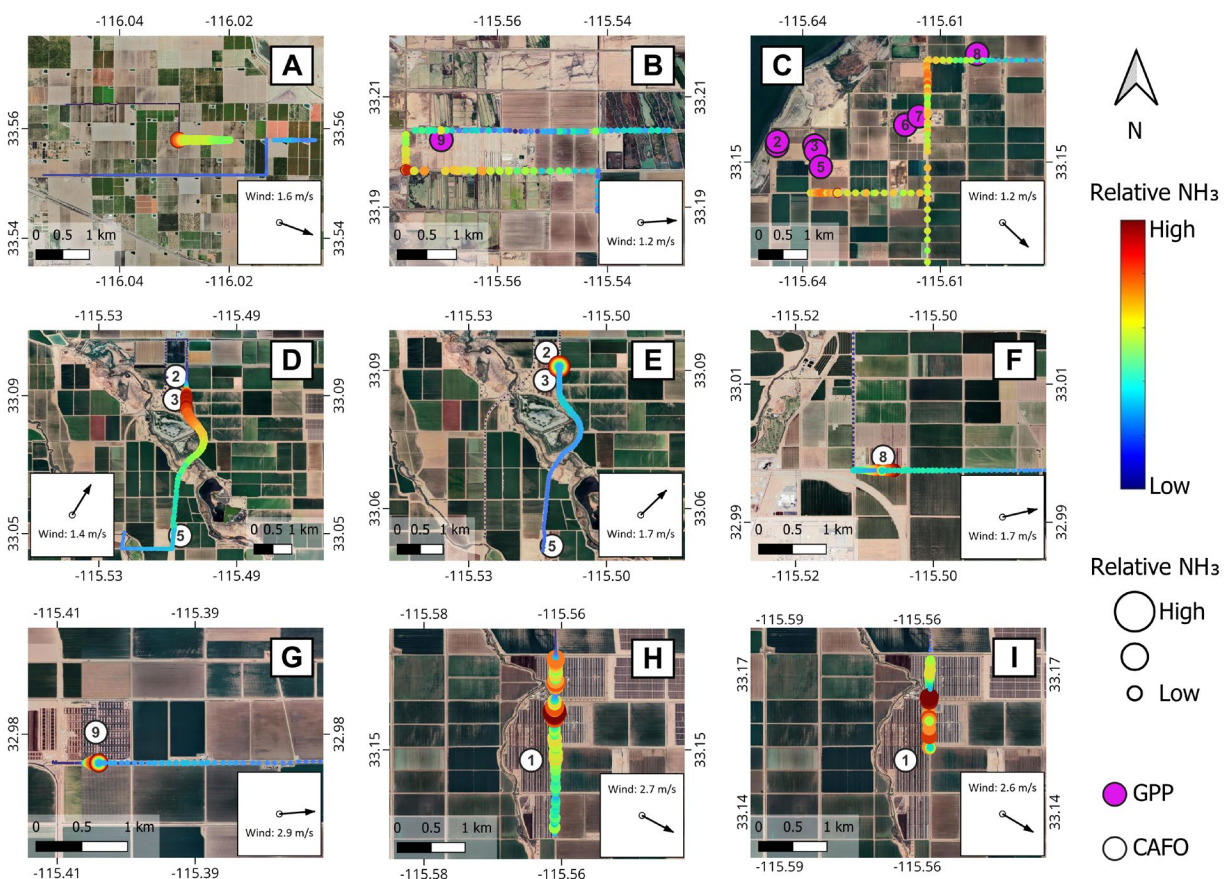 -116.04 -116.02
A
33.56
33.56
Wind: 1.6 m/s
33.54
33.54
0 0.5 1 km
-116.04 -116.02
-115.56 -115.54
B
33.21
33.21
9
33.19
33.19
Wind: 1.2 m/s
0 0.5 1 km
-115.56 -115.54
-115.64 -115.61
C
8
7
6
2
3
5
33.15
33.15
Wind: 1.2 m/s
0 0.5 1 km
-115.64 -115.61
N
Relative NH₃
High
Low
-115.53 -115.49
D
2
3
33.09
33.09
5
33.05
33.05
Wind: 1.4 m/s
0 0.5 1 km
-115.53 -115.49
-115.53 -115.50
E
2
3
33.09
33.09
5
33.06
33.06
Wind: 1.7 m/s
0 0.5 1 km
-115.53 -115.50
-115.52 -115.50
F
33.01
33.01
8
32.99
32.99
Wind: 1.7 m/s
0 0.5 1 km
-115.52 -115.50
Relative NH₃
High
Low
-115.41 -115.39
G
9
32.98
32.98
Wind: 2.9 m/s
0 0.5 1 km
-115.41 -115.39
-115.58 -115.56
H
33.15
33.15
1
Wind: 2.7 m/s
0 0.5 1 km
-115.58 -115.56
-115.59 -115.56
I
33.17
33.17
1
Wind: 2.6 m/s
33.14
33.14
0 0.5 1 km
-115.59 -115.56
GPP
CAFO